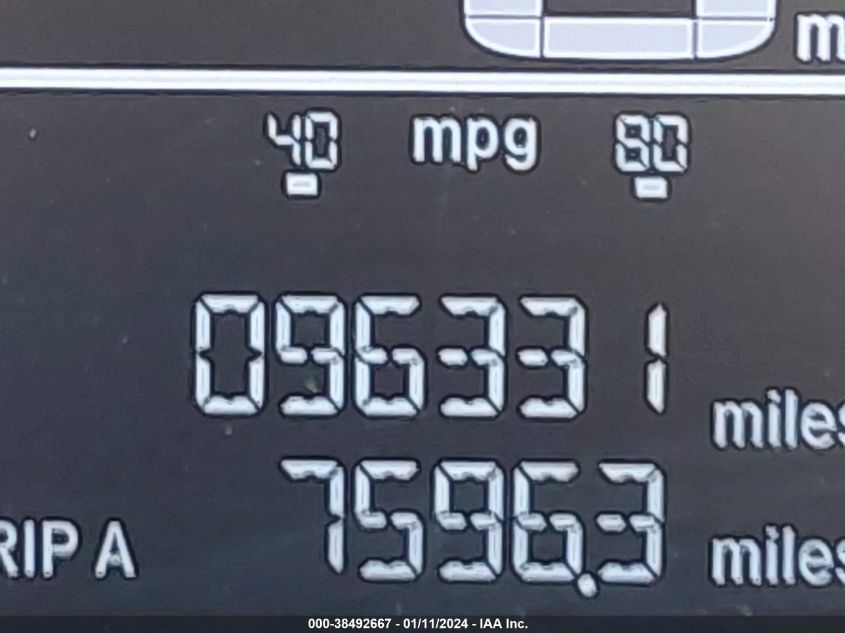 m
40 mpg 80
096331 miles
RIP A 7596.3 miles
000-38492667 - 01/11/2024 - IAA Inc.